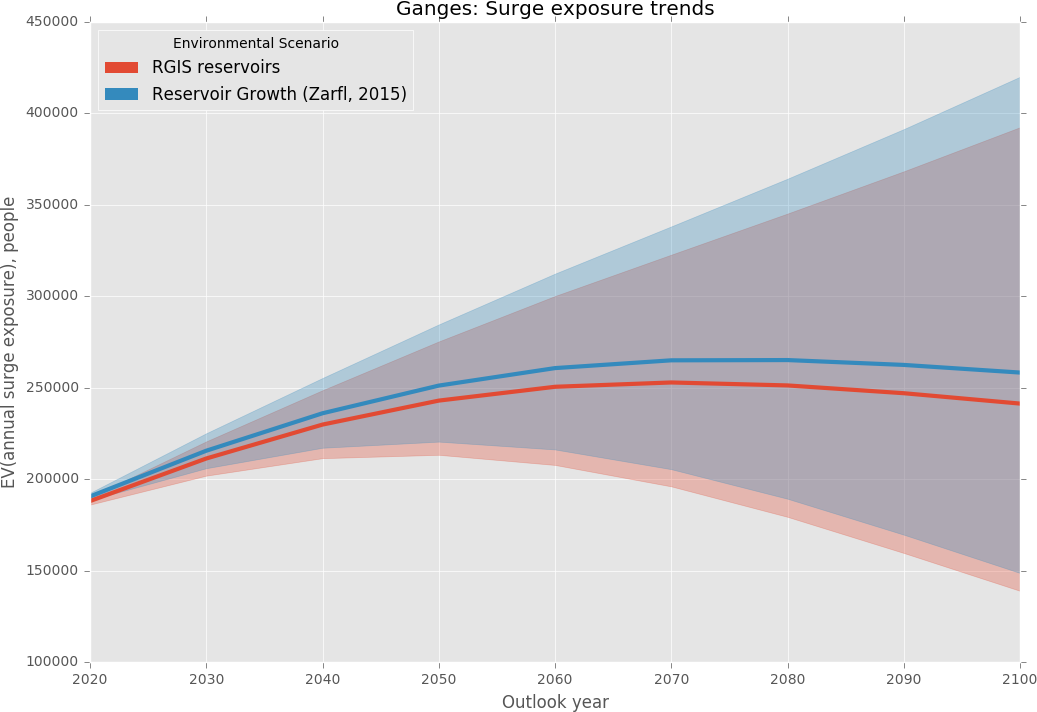 Ganges: Surge exposure trends
450000
400000
350000
300000
250000
200000
150000
100000
EV(annual surge exposure), people
Environmental Scenario
RGIS reservoirs
Reservoir Growth (Zarfl, 2015)
2020 2030 2040 2050 2060 2070 2080 2090 2100
Outlook year